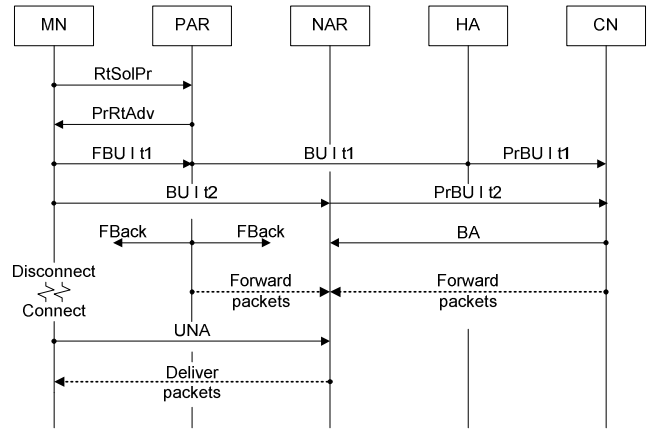 MN PAR NAR HA CN
RtSolPr
PrRtAdv
FBU I t1 BU I t1 PrBU I t1
BU I t2 PrBU I t2
FBack FBack BA
Disconnect
Forward packets
Forward packets
Connect
UNA
Deliver packets